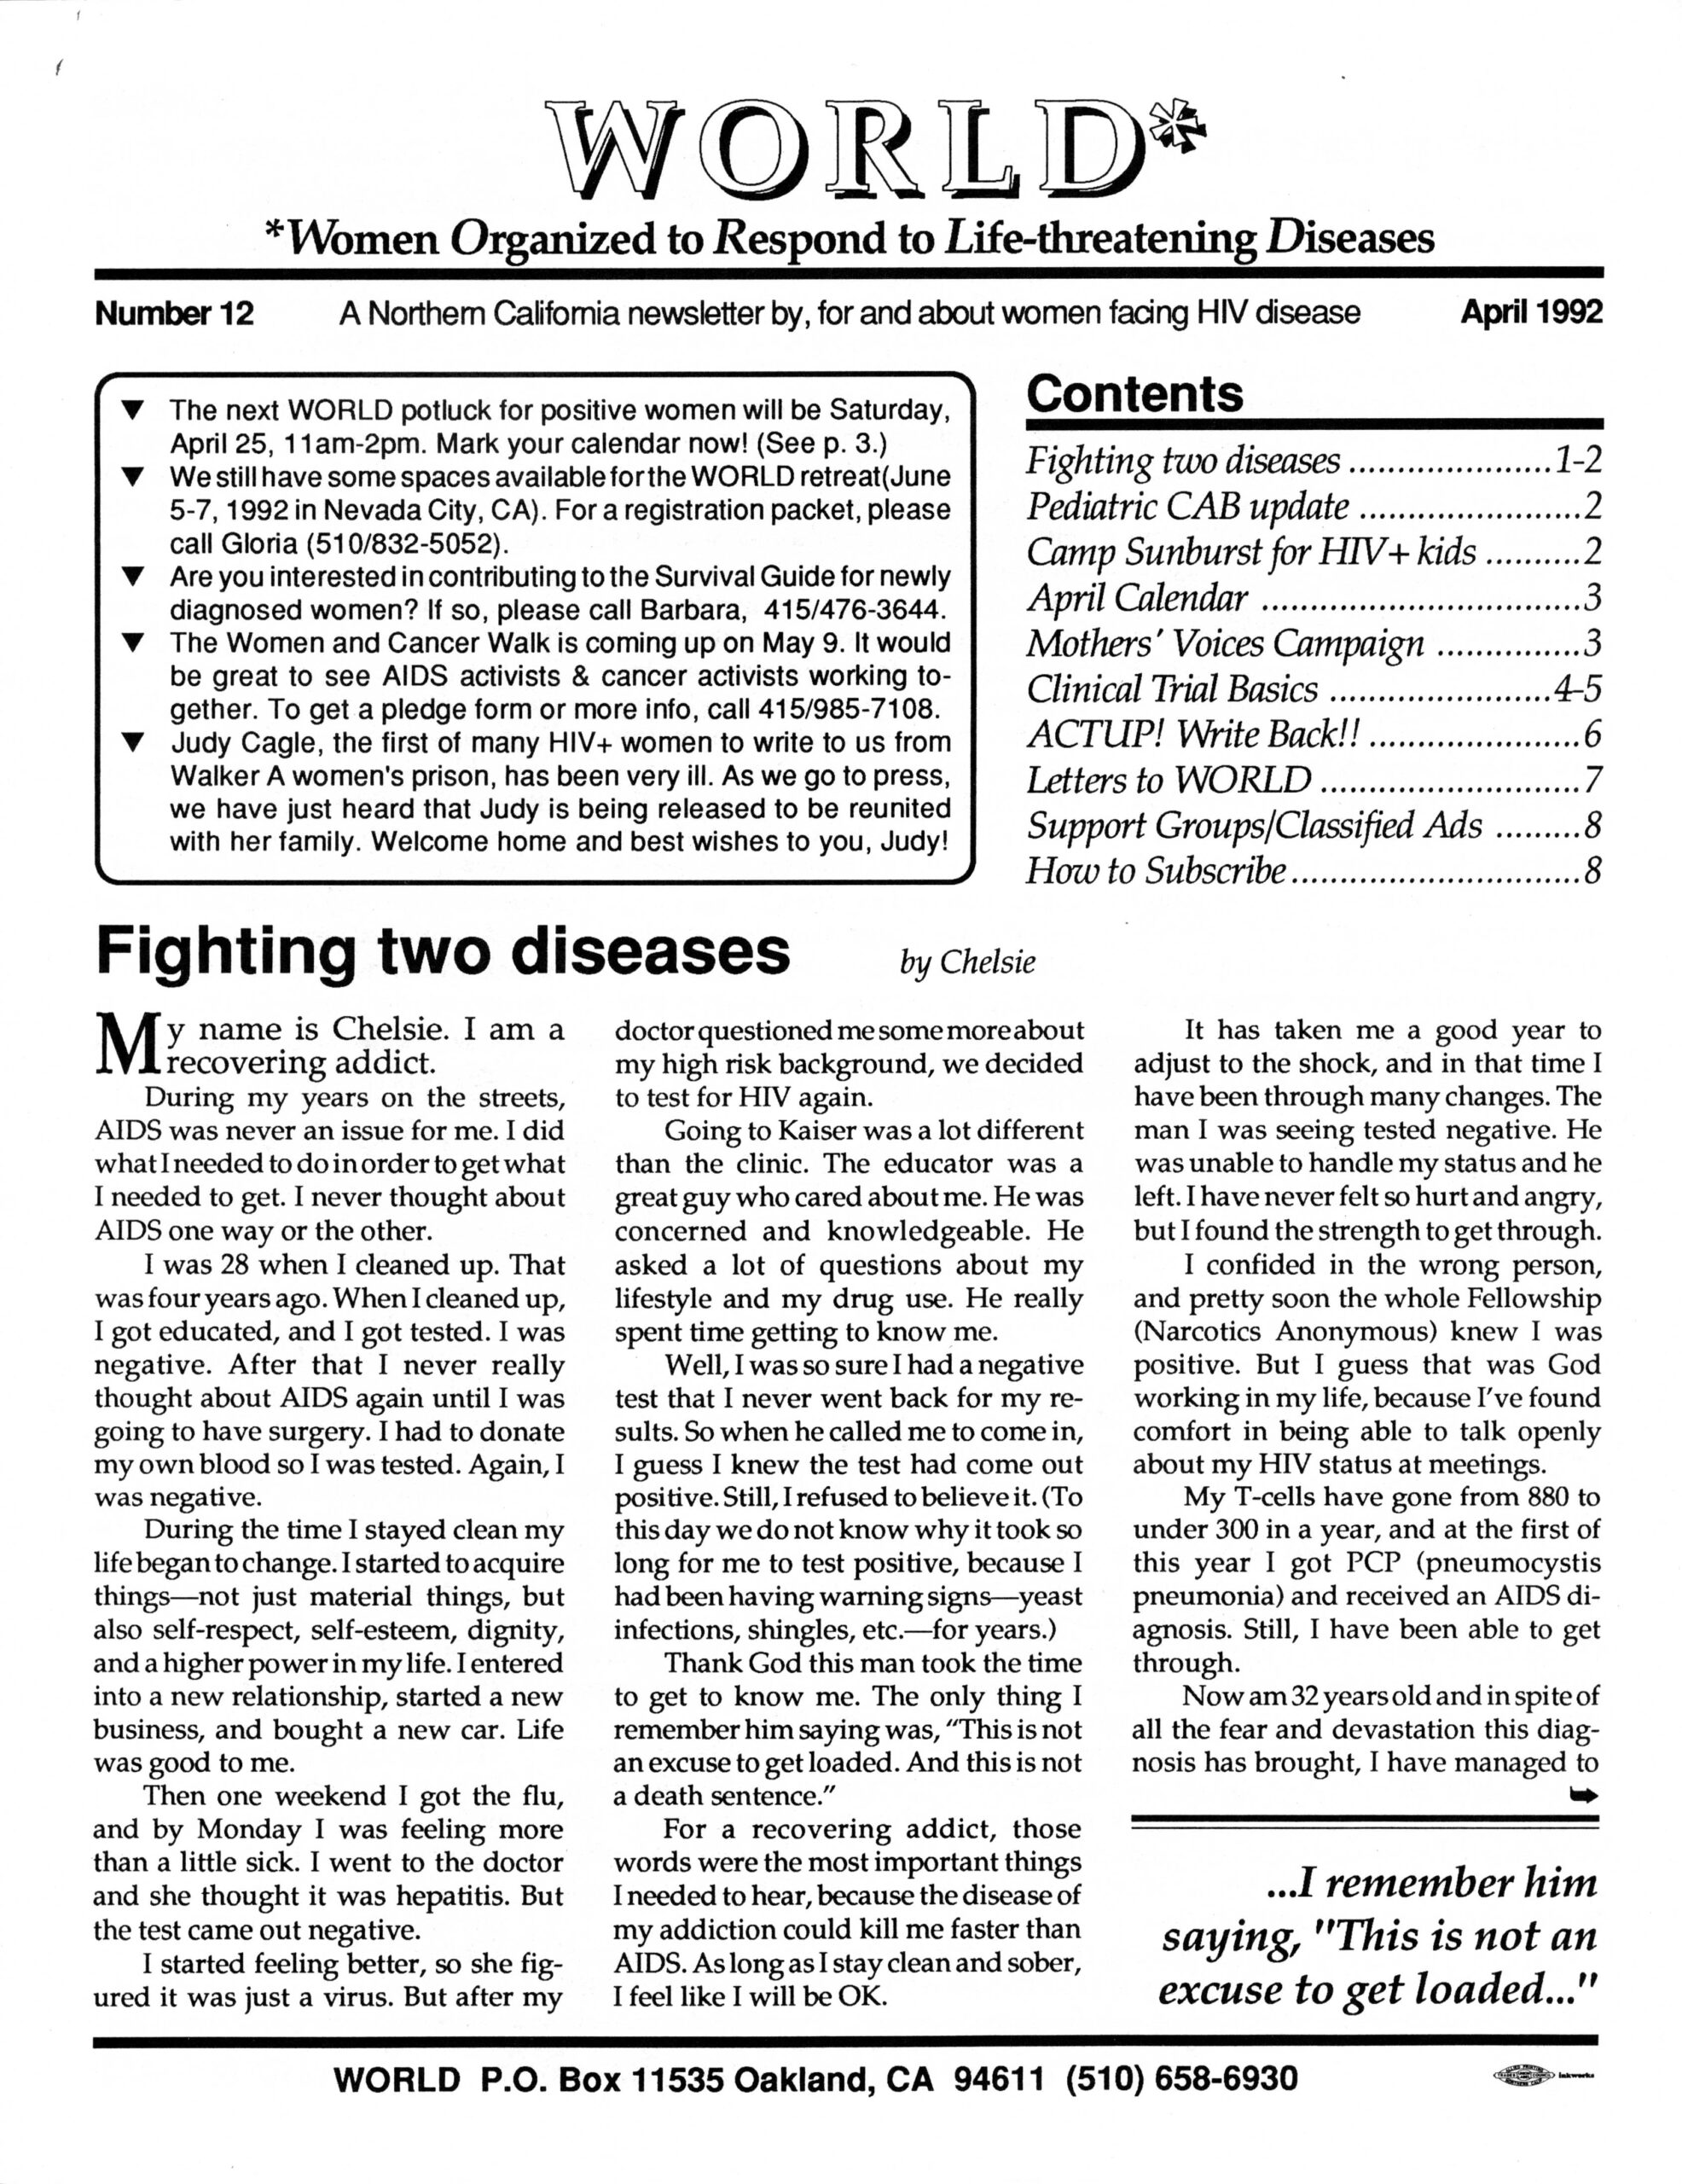 WORLD*
*Women Organized to Respond to Life-threatening Diseases
Number 12 A Northern California newsletter by, for and about women facing HIV disease April 1992
▼ The next WORLD potluck for positive women will be Saturday,
April 25, 11am-2pm. Mark your calendar now! (See p. 3.)
▼ We still have some spaces available for the WORLD retreat(June
5-7, 1992 in Nevada City, CA). For a registration packet, please
call Gloria (510/832-5052).
▼ Are you interested in contributing to the Survival Guide for newly
diagnosed women? If so, please call Barbara, 415/476-3644.
▼ The Women and Cancer Walk is coming up on May 9. It would
be great to see AIDS activists & cancer activists working to-
gether. To get a pledge form or more info, call 415/985-7108.
▼ Judy Cagle, the first of many HIV+ women to write to us from
Walker A women's prison, has been very ill. As we go to press,
we have just heard that Judy is being released to be reunited
with her family. Welcome home and best wishes to you, Judy!
Contents
Fighting two diseases .....................1-2
Pediatric CAB update .......................2
Camp Sunburst for HIV+ kids ..........2
April Calendar .................................3
Mothers' Voices Campaign ...............3
Clinical Trial Basics .......................4-5
ACTUP! Write Back!! ......................6
Letters to WORLD ...........................7
Support Groups/Classified Ads .........8
How to Subscribe..............................8
Fighting two diseases by Chelsie
My name is Chelsie. I am a
recovering addict.
During my years on the streets,
AIDS was never an issue for me. I did
what I needed to do in order to get what
I needed to get. I never thought about
AIDS one way or the other.
I was 28 when I cleaned up. That
was four years ago. When I cleaned up,
I got educated, and I got tested. I was
negative. After that I never really
thought about AIDS again until I was
going to have surgery. I had to donate
my own blood so I was tested. Again, I
was negative.
During the time I stayed clean my
life began to change. I started to acquire
things—not just material things, but
also self-respect, self-esteem, dignity,
and a higher power in my life. I entered
into a new relationship, started a new
business, and bought a new car. Life
was good to me.
Then one weekend I got the flu,
and by Monday I was feeling more
than a little sick. I went to the doctor
and she thought it was hepatitis. But
the test came out negative.
I started feeling better, so she fig-
ured it was just a virus. But after my
doctor questioned me some more about
my high risk background, we decided
to test for HIV again.
Going to Kaiser was a lot different
than the clinic. The educator was a
great guy who cared about me. He was
concerned and knowledgeable. He
asked a lot of questions about my
lifestyle and my drug use. He really
spent time getting to know me.
Well, I was so sure I had a negative
test that I never went back for my re-
sults. So when he called me to come in,
I guess I knew the test had come out
positive. Still, I refused to believe it. (To
this day we do not know why it took so
long for me to test positive, because I
had been having warning signs—yeast
infections, shingles, etc.—for years.)
Thank God this man took the time
to get to know me. The only thing I
remember him saying was, "This is not
an excuse to get loaded. And this is not
a death sentence."
For a recovering addict, those
words were the most important things
I needed to hear, because the disease of
my addiction could kill me faster than
AIDS. As long as I stay clean and sober,
I feel like I will be OK.
It has taken me a good year to
adjust to the shock, and in that time I
have been through many changes. The
man I was seeing tested negative. He
was unable to handle my status and he
left. I have never felt so hurt and angry,
but I found the strength to get through.
I confided in the wrong person,
and pretty soon the whole Fellowship
(Narcotics Anonymous) knew I was
positive. But I guess that was God
working in my life, because I've found
comfort in being able to talk openly
about my HIV status at meetings.
My T-cells have gone from 880 to
under 300 in a year, and at the first of
this year I got PCP (pneumocystis
pneumonia) and received an AIDS di-
agnosis. Still, I have been able to get
through.
Now am 32 years old and in spite of
all the fear and devastation this diag-
nosis has brought, I have managed to
➥
...I remember him
saying, "This is not an
excuse to get loaded..."
WORLD P.O. Box 11535 Oakland, CA 94611 (510) 658-6930
inkworks